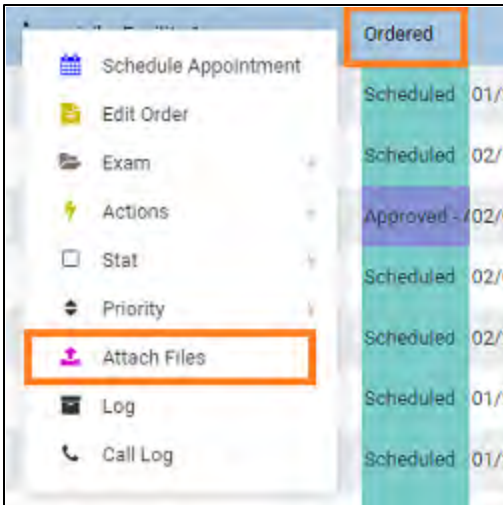 Ordered
Schedule Appointment
Edit Order
Exam
Actions
Stat
Priority
Attach Files
Log
Call Log
Scheduled 01/
Scheduled 02/
Approved - 02/
Scheduled 02/
Scheduled 02/
Scheduled 01/
Scheduled 01/